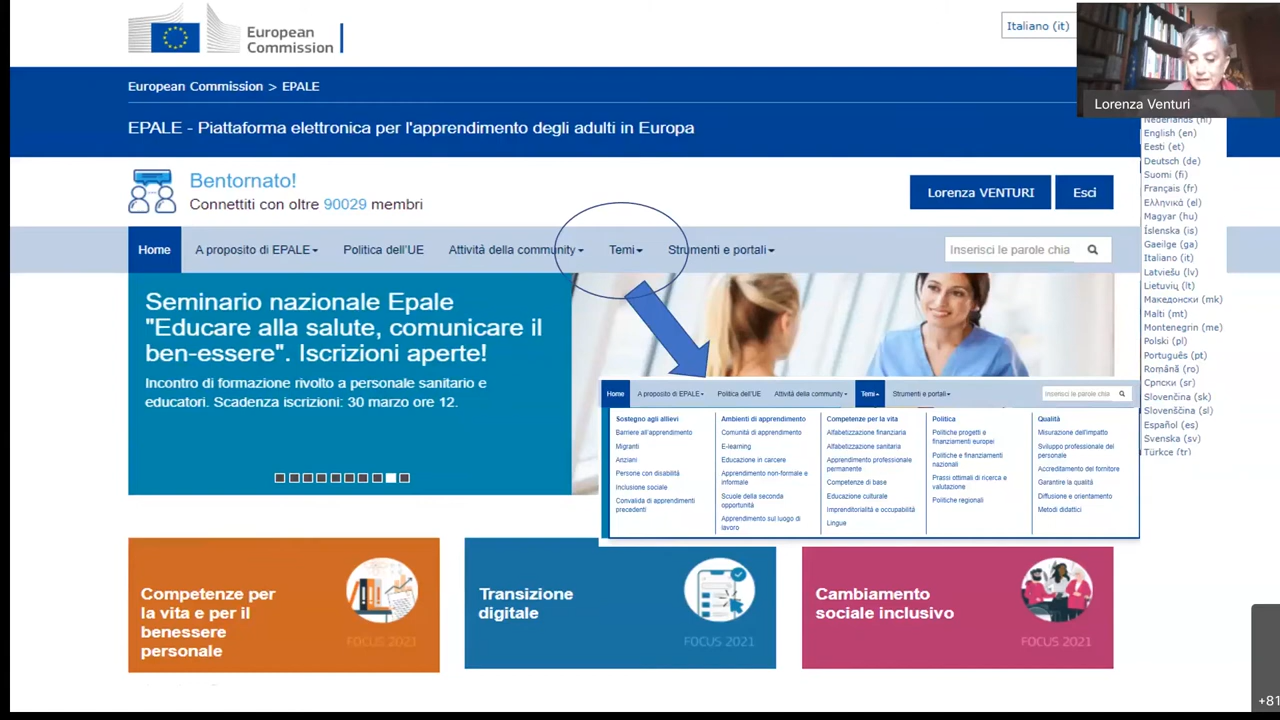 European
Commission
Italiano (it)
Lorenza Venturi
European Commission > EPALE
EPALE - Piattaforma elettronica per l'apprendimento degli adulti in Europa
Nederlands (nl)
English (en)
Eesti (et)
Deutsch (de)
Suomi (fi)
Français (fr)
Ελληνικά (el)
Magyar (hu)
Íslenska (is)
Gaeilge (ga)
Italiano (it)
Latviešu (lv)
Lietuvių (lt)
Македонски (mk)
Malti (mt)
Montenegrin (me)
Polski (pl)
Português (pt)
Română (ro)
Српски (sr)
Slovenčina (sk)
Slovenščina (sl)
Español (es)
Svenska (sv)
Türkçe (tr)
Bentornato!
Connettiti con oltre 90029 membri
Lorenza VENTURI
Esci
Home
A proposito di EPALE
Politica dell'UE
Attività della community
Temi
Strumenti e portali
Inserisci le parole chia
Seminario nazionale Epale
"Educare alla salute, comunicare il
ben-essere". Iscrizioni aperte!
Incontro di formazione rivolto a personale sanitario e
educatori. Scadenza iscrizioni: 30 marzo ore 12.
Home
A proposito di EPALE
Politica dell'UE
Attività della community
Temi
Strumenti e portali
Inserisci le parole chia
Sostegno agli allievi
Barriere all'apprendimento
Migranti
Anziani
Persone con disabilità
Inclusione sociale
Convalida di apprendimenti
precedenti
Ambienti di apprendimento
Comunità di apprendimento
E-learning
Educazione in carcere
Apprendimento non-formale e
informale
Scuole della seconda
opportunità
Apprendimento sul luogo di
lavoro
Competenze per la vita
Alfabetizzazione finanziaria
Alfabetizzazione sanitaria
Apprendimento professionale
permanente
Competenze di base
Educazione culturale
Imprenditorialità e occupabilità
Lingue
Politica
Politiche progetti e
finanziamenti europei
Politiche e finanziamenti
nazionali
Prassi ottimali di ricerca e
valutazione
Politiche regionali
Qualità
Misurazione dell'impatto
Sviluppo professionale del
personale
Accreditamento del fornitore
Garantire la qualità
Diffusione e orientamento
Metodi didattici
Competenze per
la vita e per il
benessere
personale
FOCUS 2021
Transizione
digitale
FOCUS 2021
Cambiamento
sociale inclusivo
FOCUS 2021
+81